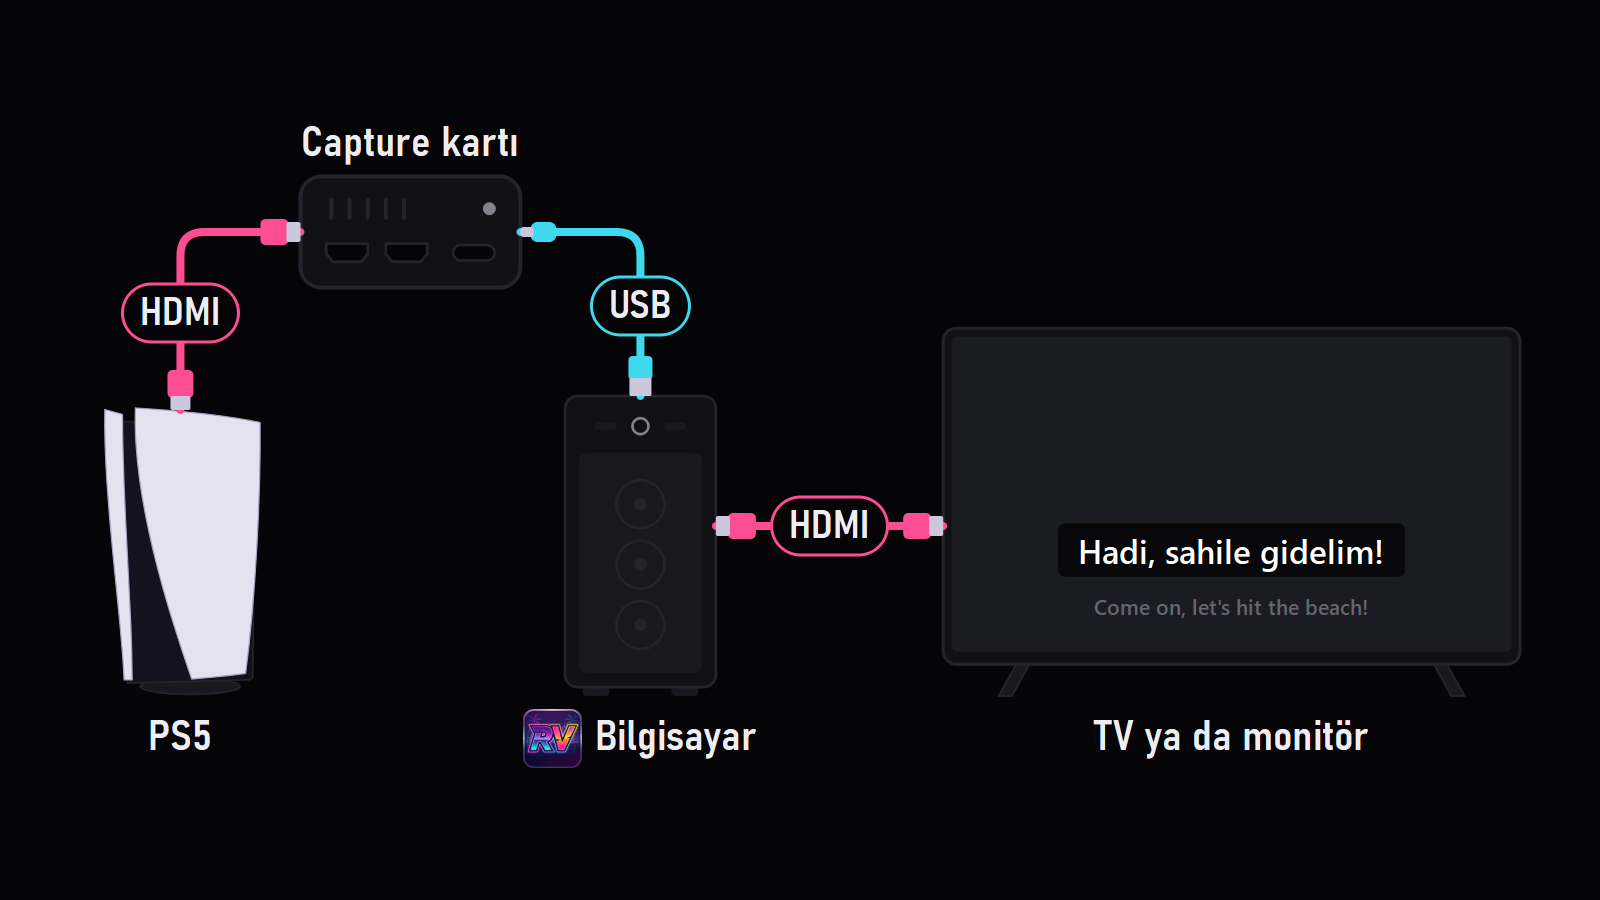 Capture kartı
HDMI
USB
HDMI
Hadi, sahile gidelim!
Come on, let's hit the beach!
PS5
RV
Bilgisayar
TV ya da monitör